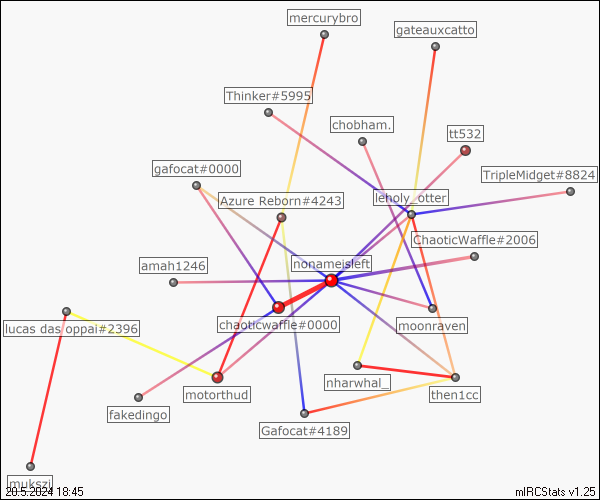 mercurybro
gateauxcatto
Thinker#5995
chobham.
tt532
gafocat#0000
TripleMidget#8824
leholy_otter
Azure Reborn#4243
ChaoticWaffle#2006
nonameisleft
amah1246
lucas das oppai#2396
chaoticwaffle#0000
moonraven
nharwhal_
motorthud
then1cc
fakedingo
Gafocat#4189
mukszi
20.5.2024 18:45
mIRCStats v1.25